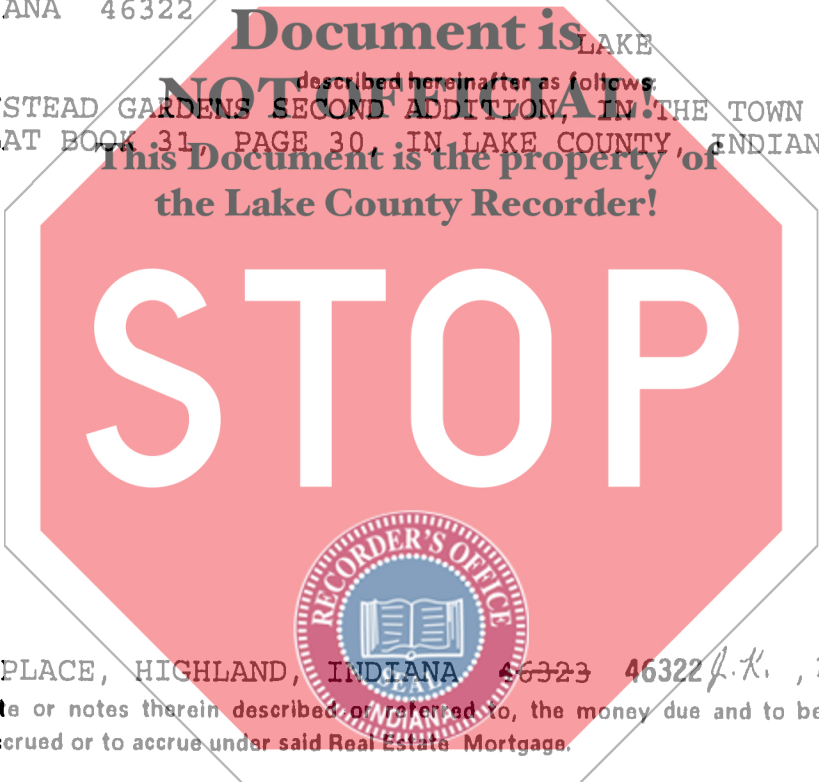 ANA 46322
Document is
LAKE
described hereinafter as follows:
NOT OFFICIAL!
STEAD GARDENS SECOND ADDITION, IN THE TOWN
AT BOOK 31, PAGE 30, IN LAKE COUNTY, INDIAN
This Document is the property of
the Lake County Recorder!
STOP
RECORDER'S OFFICE
SEAL
INDIANA
PLACE, HIGHLAND, INDIANA 46323 46322 J.K. ,
e or notes therein described or referred to, the money due and to be
crued or to accrue under said Real Estate Mortgage.